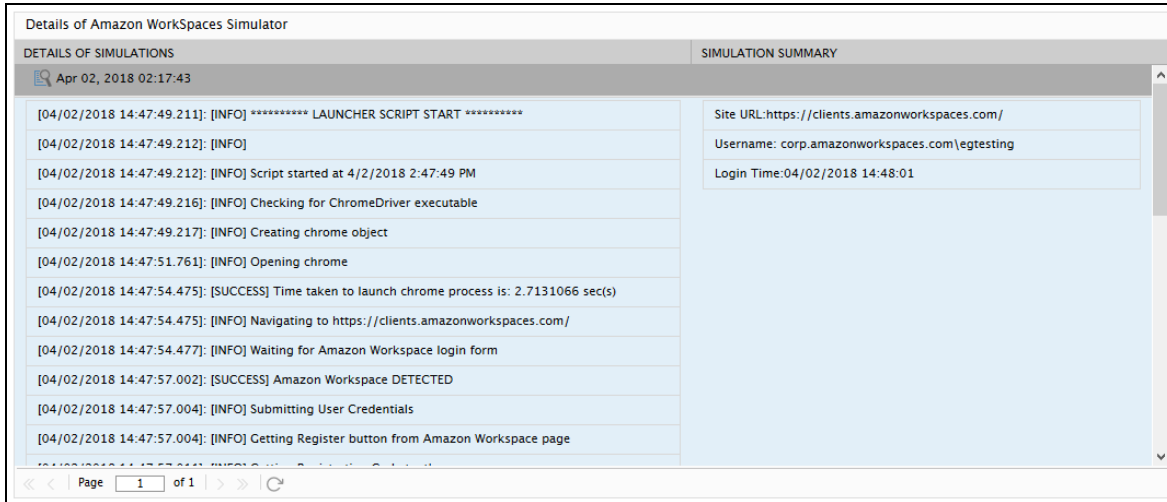 Details of Amazon WorkSpaces Simulator
DETAILS OF SIMULATIONS
SIMULATION SUMMARY
Apr 02, 2018 02:17:43
[04/02/2018 14:47:49.211]: [INFO] ********** LAUNCHER SCRIPT START **********
Site URL:https://clients.amazonworkspaces.com/
[04/02/2018 14:47:49.212]: [INFO]
Username: corp.amazonworkspaces.com\egtesting
[04/02/2018 14:47:49.212]: [INFO] Script started at 4/2/2018 2:47:49 PM
Login Time:04/02/2018 14:48:01
[04/02/2018 14:47:49.216]: [INFO] Checking for ChromeDriver executable
[04/02/2018 14:47:49.217]: [INFO] Creating chrome object
[04/02/2018 14:47:51.761]: [INFO] Opening chrome
[04/02/2018 14:47:54.475]: [SUCCESS] Time taken to launch chrome process is: 2.7131066 sec(s)
[04/02/2018 14:47:54.475]: [INFO] Navigating to https://clients.amazonworkspaces.com/
[04/02/2018 14:47:54.477]: [INFO] Waiting for Amazon Workspace login form
[04/02/2018 14:47:57.002]: [SUCCESS] Amazon Workspace DETECTED
[04/02/2018 14:47:57.004]: [INFO] Submitting User Credentials
[04/02/2018 14:47:57.004]: [INFO] Getting Register button from Amazon Workspace page
Page 1 of 1